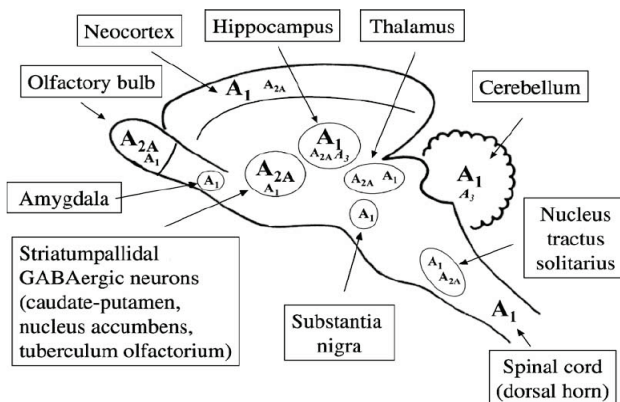 Neocortex
Hippocampus
Thalamus
Olfactory bulb
Cerebellum
A1 A2A
A1
A2A A3
A2A
A1
A2A
A1
A2A A1
A1
A3
Amygdala
A1
A1
Nucleus
tractus
solitarius
A1
A2A
Striatumpallidal
GABAergic neurons
(caudate-putamen,
nucleus accumbens,
tuberculum olfactorium)
Substantia
nigra
A1
Spinal cord
(dorsal horn)